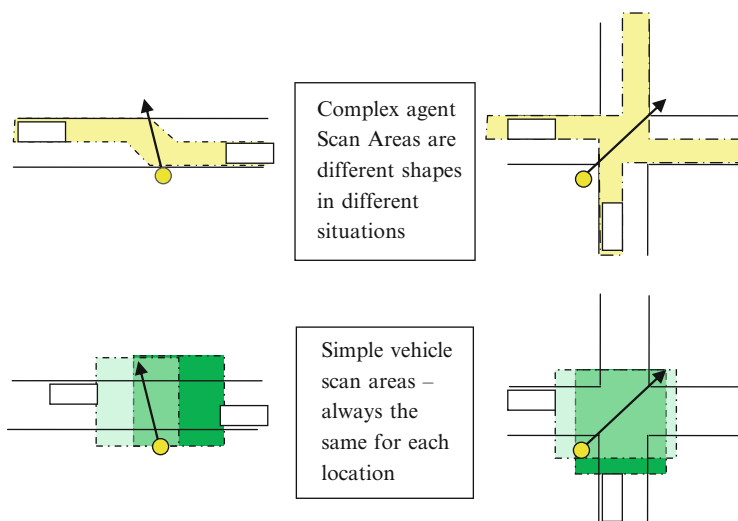 Complex agent
Scan Areas are
different shapes
in different
situations
Simple vehicle
scan areas –
always the
same for each
location